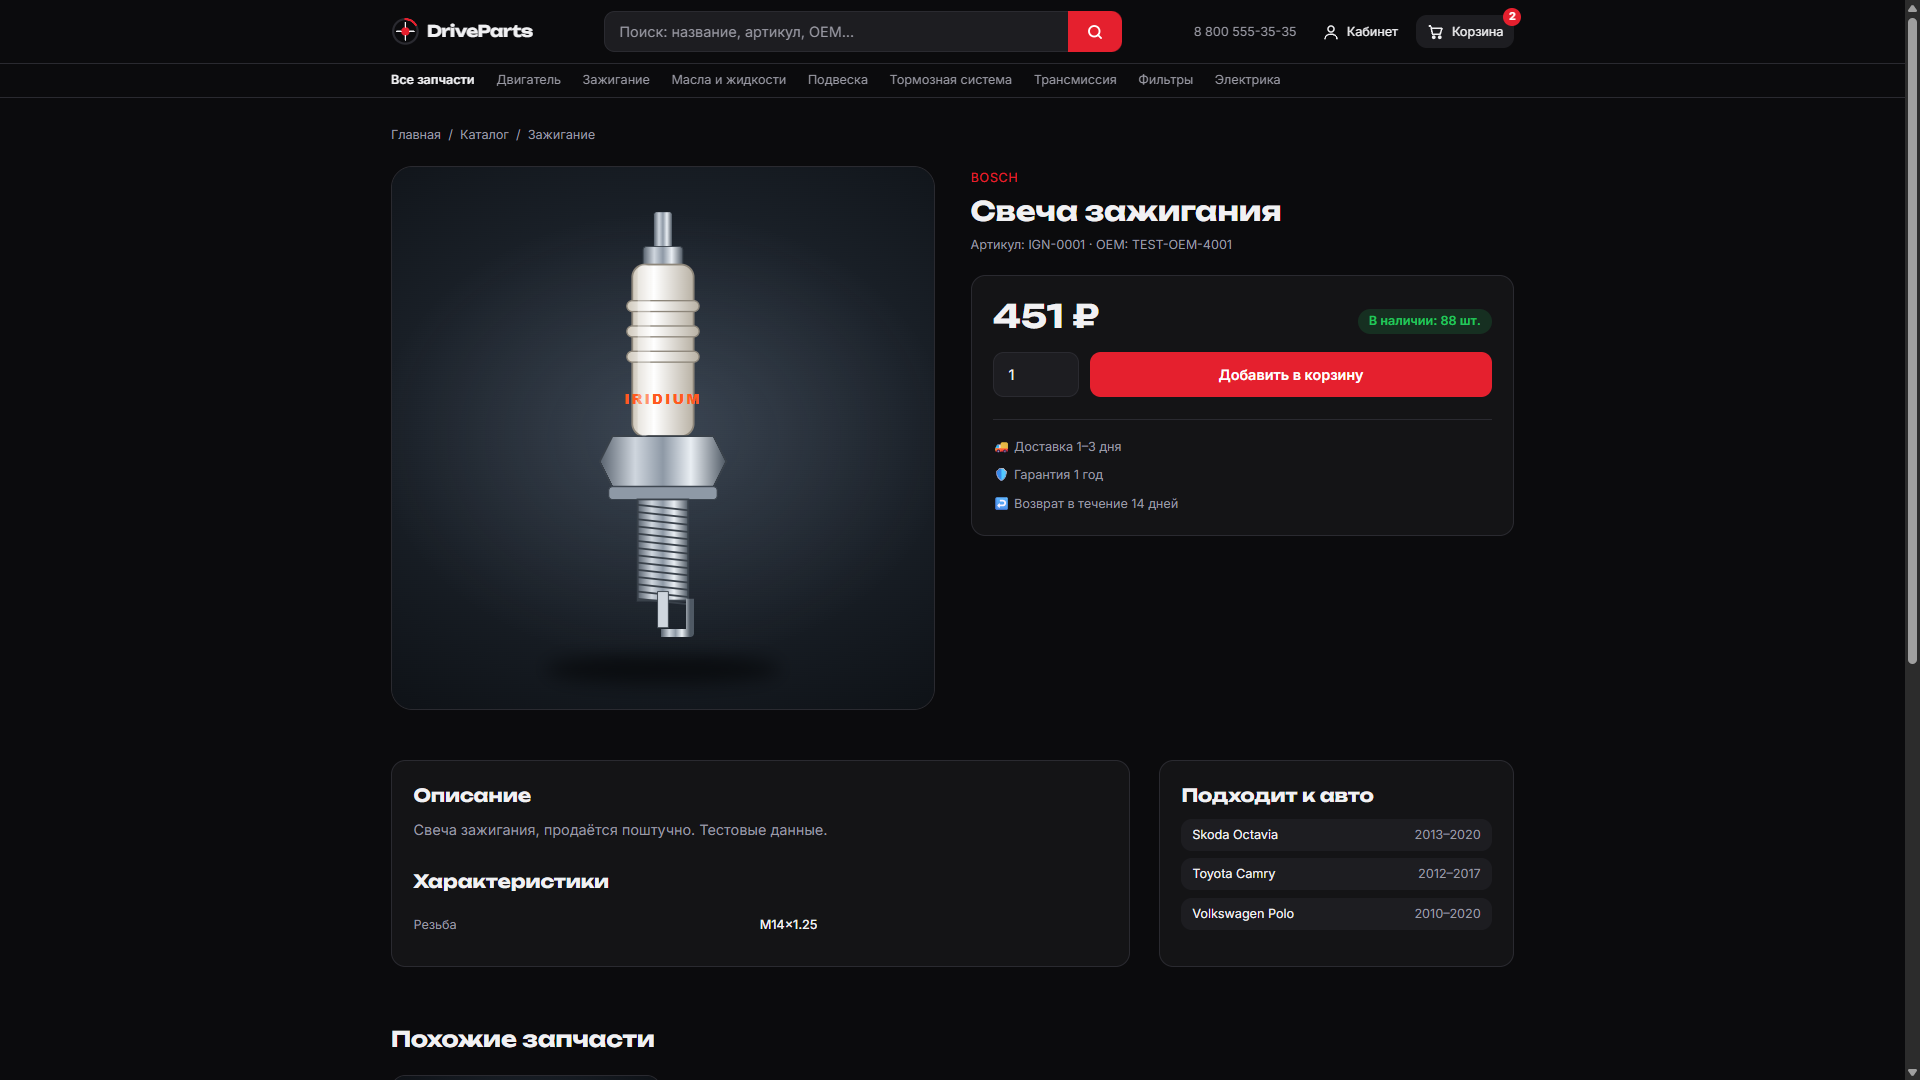 DriveParts
Поиск: название, артикул, OEM...
8 800 555-35-35
Кабинет
Корзина
2
Все запчасти
Двигатель
Зажигание
Масла и жидкости
Подвеска
Тормозная система
Трансмиссия
Фильтры
Электрика
Главная / Каталог / Зажигание
IRIDIUM
BOSCH
Свеча зажигания
Артикул: IGN-0001 · OEM: TEST-OEM-4001
451 ₽
В наличии: 88 шт.
1
Добавить в корзину
Доставка 1–3 дня
Гарантия 1 год
Возврат в течение 14 дней
Описание
Свеча зажигания, продаётся поштучно. Тестовые данные.
Характеристики
Резьба M14×1.25
Подходит к авто
Skoda Octavia 2013–2020
Toyota Camry 2012–2017
Volkswagen Polo 2010–2020
Похожие запчасти